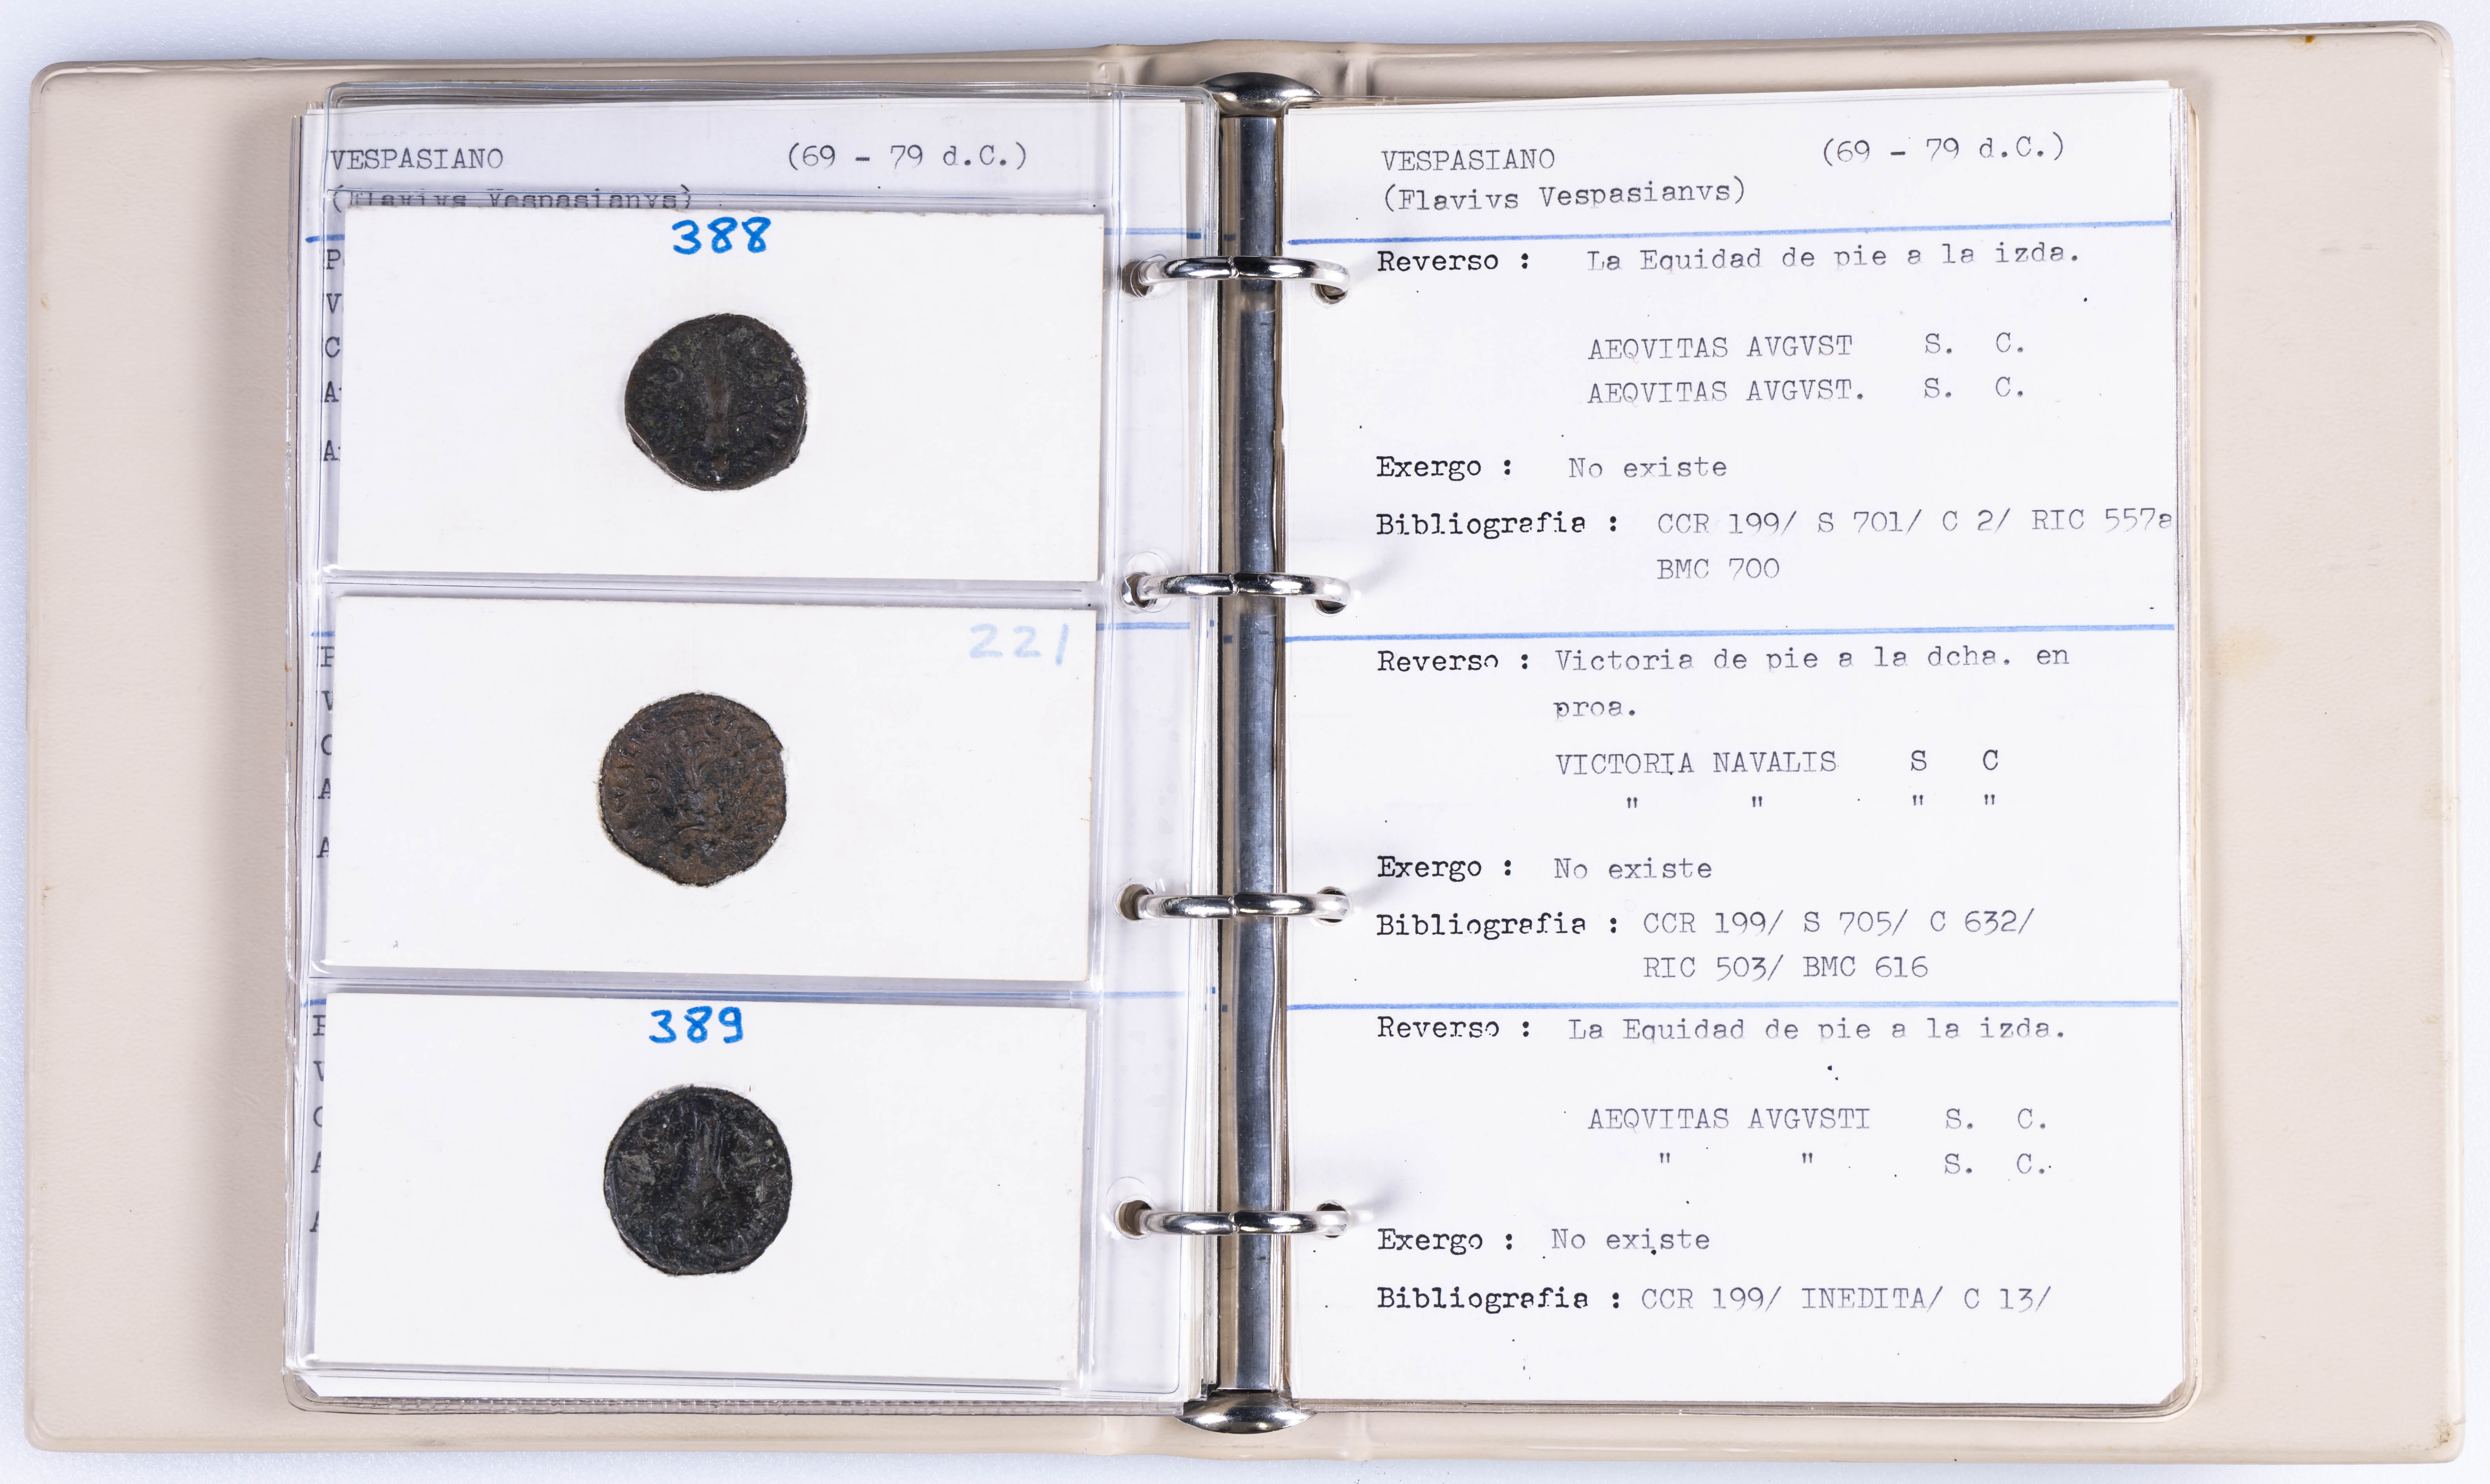 VESPASIANO (69 - 79 d.C.)
(Flavivs Vespasianvs)
388
P
V
C
A
A
221
V
C
A
A
389
V
C
A
A
VESPASIANO (69 - 79 d.C.)
(Flavivs Vespasianvs)
Reverso : La Equidad de pie a la izda.
AEQVITAS AVGVST S. C.
AEQVITAS AVGVST. S. C.
Exergo : No existe
Bibliografia : CCR 199/ S 701/ C 2/ RIC 557a
BMC 700
Reverso : Victoria de pie a la dcha. en
proa.
VICTORIA NAVALIS S C
" " " "
Exergo : No existe
Bibliografia : CCR 199/ S 705/ C 632/
RIC 503/ BMC 616
Reverso : La Equidad de pie a la izda.
AEQVITAS AVGVSTI S. C.
" " S. C.
Exergo : No existe
Bibliografia : CCR 199/ INEDITA/ C 13/